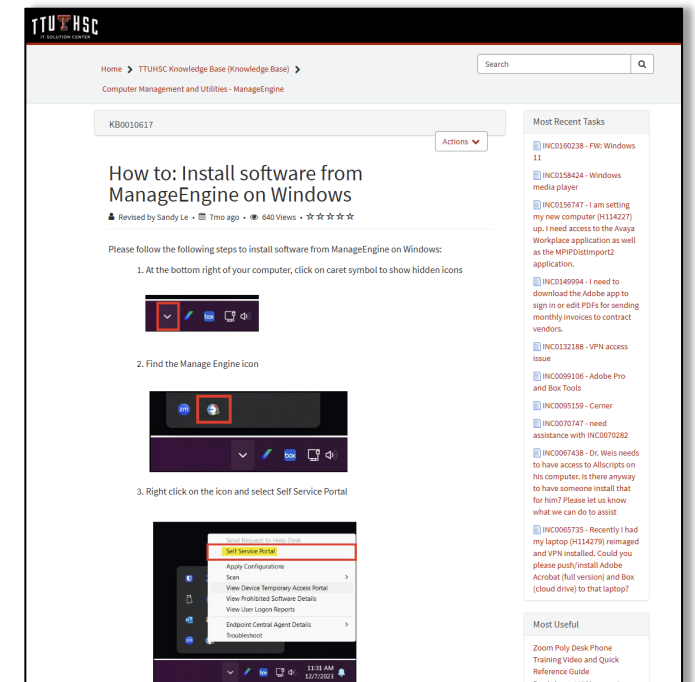 TTUHSC
IT SOLUTION CENTER
Home > TTUHSC Knowledge Base (Knowledge Base) >
Computer Management and Utilities - ManageEngine
Search
KB0010617
Actions
How to: Install software from
ManageEngine on Windows
Revised by Sandy Le • 7mo ago • 640 Views • ☆☆☆☆☆
Please follow the following steps to install software from ManageEngine on Windows:
1. At the bottom right of your computer, click on caret symbol to show hidden icons
box
2. Find the Manage Engine icon
zm
box
3. Right click on the icon and select Self Service Portal
Send Request to Help Desk
Self Service Portal
Apply Configurations
Scan
View Device Temporary Access Portal
View Prohibited Software Details
View User Logon Reports
Endpoint Central Agent Details
Troubleshoot
zm
box
11:31 AM
12/7/2023
Most Recent Tasks
INC0160238 - FW: Windows
11
INC0158424 - Windows
media player
INC0156747 - I am setting
my new computer (H114227)
up. I need access to the Avaya
Workplace application as well
as the MPIPDistImport2
application.
INC0149994 - I need to
download the Adobe app to
sign in or edit PDFs for sending
monthly invoices to contract
vendors.
INC0132188 - VPN access
issue
INC0099106 - Adobe Pro
and Box Tools
INC0095159 - Cerner
INC0070747 - need
assistance with INC0070282
INC0067438 - Dr. Weis needs
to have access to Allscripts on
his computer. Is there anyway
to have someone install that
for him? Please let us know
what we can do to assist
INC0065735 - Recently I had
my laptop (H114279) reimaged
and VPN installed. Could you
please push/install Adobe
Acrobat (full version) and Box
(cloud drive) to that laptop?
Most Useful
Zoom Poly Desk Phone
Training Video and Quick
Reference Guide